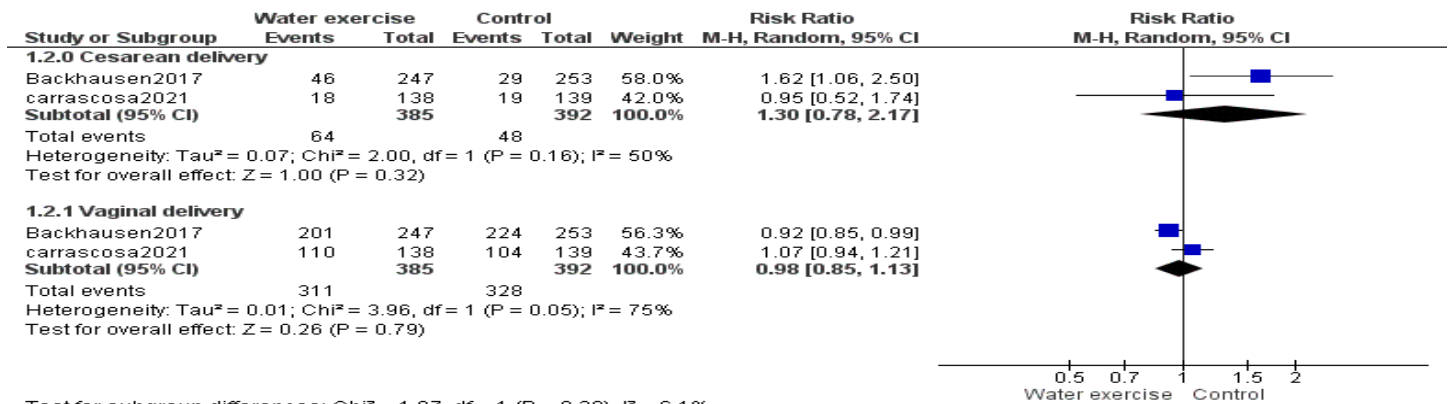 Water exercise Control Risk Ratio Risk Ratio
Study or Subgroup Events Total Events Total Weight M-H, Random, 95% CI M-H, Random, 95% CI
1.2.0 Cesarean delivery
Backhausen2017 46 247 29 253 58.0% 1.62 [1.06, 2.50]
carrascosa2021 18 138 19 139 42.0% 0.95 [0.52, 1.74]
Subtotal (95% CI) 385 392 100.0% 1.30 [0.78, 2.17]
Total events 64 48
Heterogeneity: Tau² = 0.07; Chi² = 2.00, df = 1 (P = 0.16); I² = 50%
Test for overall effect: Z = 1.00 (P = 0.32)
1.2.1 Vaginal delivery
Backhausen2017 201 247 224 253 56.3% 0.92 [0.85, 0.99]
carrascosa2021 110 138 104 139 43.7% 1.07 [0.94, 1.21]
Subtotal (95% CI) 385 392 100.0% 0.98 [0.85, 1.13]
Total events 311 328
Heterogeneity: Tau² = 0.01; Chi² = 3.96, df = 1 (P = 0.05); I² = 75%
Test for overall effect: Z = 0.26 (P = 0.79)
0.5 0.7 1 1.5 2
Water exercise Control